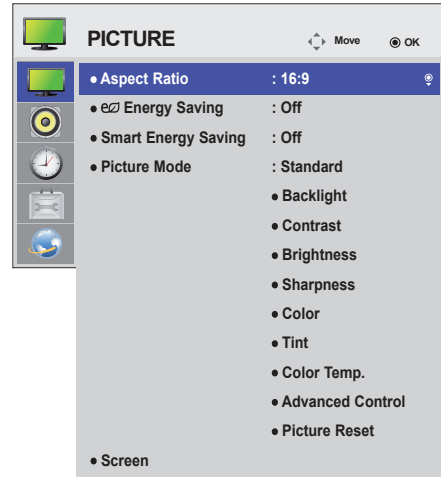 PICTURE Move OK
• Aspect Ratio : 16:9
• Energy Saving : Off
• Smart Energy Saving : Off
• Picture Mode : Standard
• Backlight
• Contrast
• Brightness
• Sharpness
• Color
• Tint
• Color Temp.
• Advanced Control
• Picture Reset
• Screen